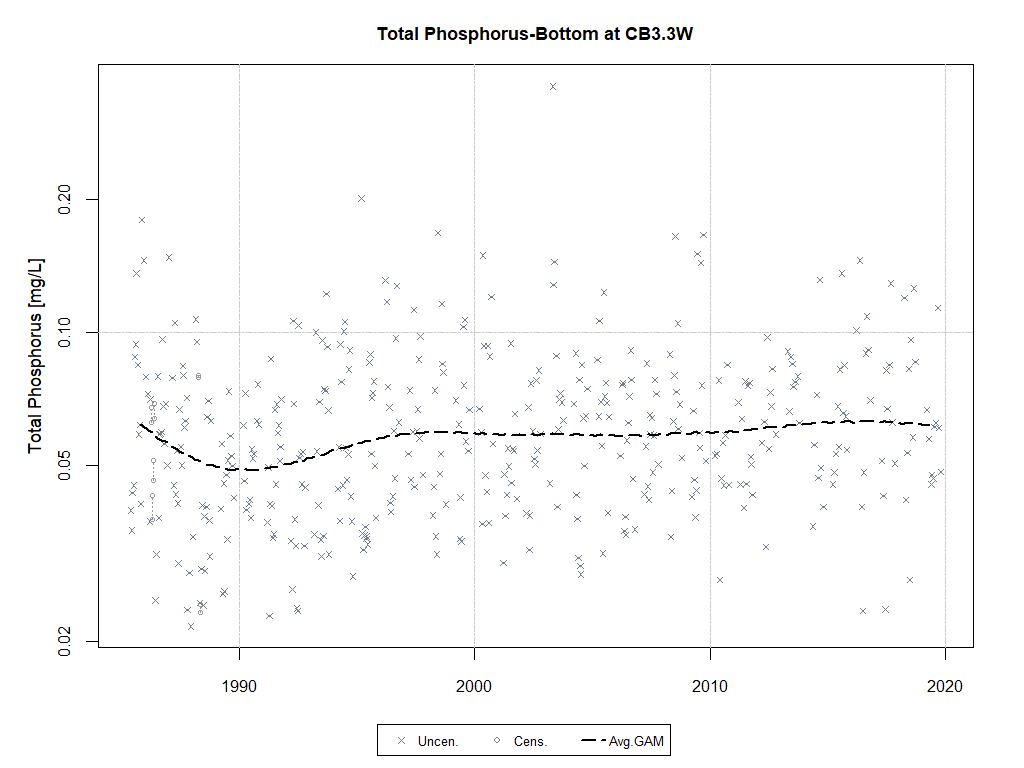 Total Phosphorus-Bottom at CB3.3W
Total Phosphorus [mg/L]
0.20
0.10
0.05
0.02
1990 2000 2010 2020
Uncen. Cens. Avg.GAM